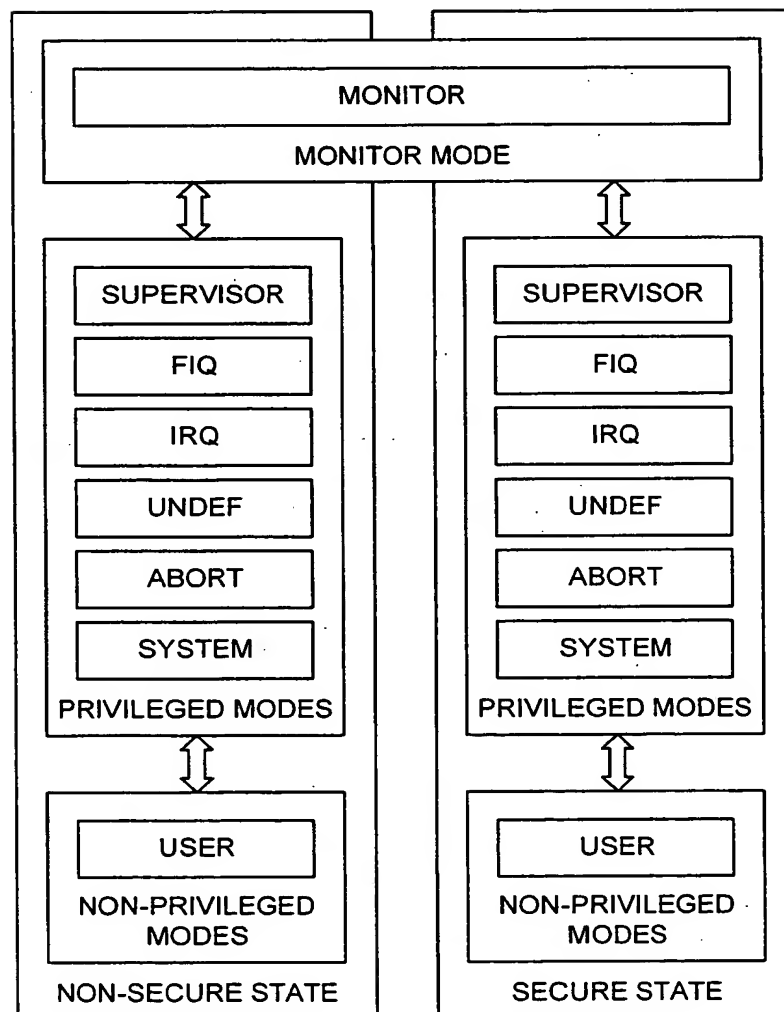 MONITOR
MONITOR MODE
SUPERVISOR
FIQ
IRQ
UNDEF
ABORT
SYSTEM
PRIVILEGED MODES
USER
NON-PRIVILEGED
MODES
NON-SECURE STATE
SUPERVISOR
FIQ
IRQ
UNDEF
ABORT
SYSTEM
PRIVILEGED MODES
USER
NON-PRIVILEGED
MODES
SECURE STATE